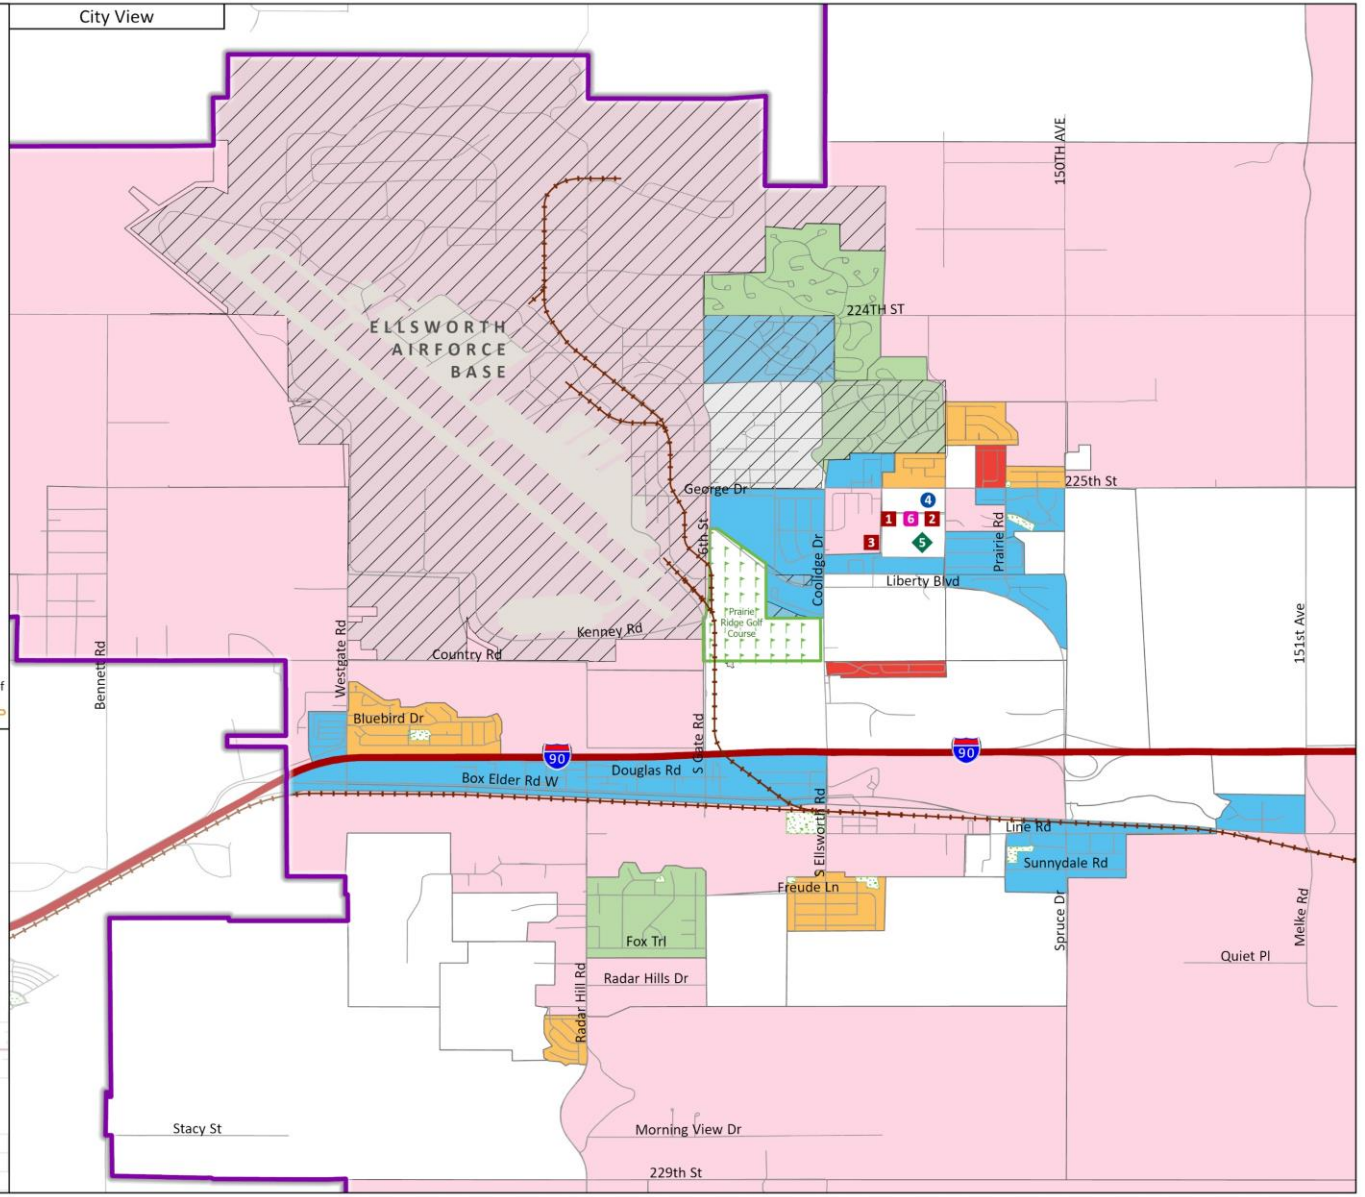 City View
150TH AVE
224TH ST
ELLSWORTH
AIRFORCE
BASE
225th St
George Dr
4
1
6
2
6th St
Prairie Rd
3
5
Coolidge Dr
Liberty Blvd
Prairie
Ridge Golf
Course
Kenney Rd
151st Ave
Country Rd
Westgate Rd
Bennett Rd
f
Bluebird Dr
S Gate Rd
90
90
Douglas Rd
Box Elder Rd W
S Ellsworth Rd
Line Rd
Sunnydale Rd
Freude Ln
Spruce Dr
Melke Rd
Fox Trl
Quiet Pl
Radar Hills Dr
Radar Hill Rd
Stacy St
Morning View Dr
229th St